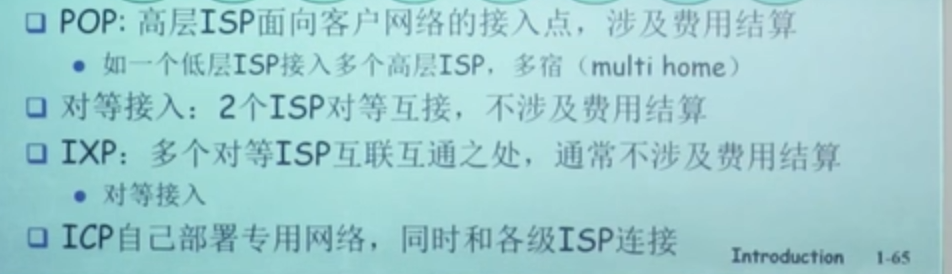 POP: 高层ISP面向客户网络的接入点，涉及费用结算
如一个低层ISP接入多个高层ISP，多宿（multi home）
对等接入：2个ISP对等互接，不涉及费用结算
IXP：多个对等ISP互联互通之处，通常不涉及费用结算
对等接入
ICP自己部署专用网络，同时和各级ISP连接
Introduction 1-65